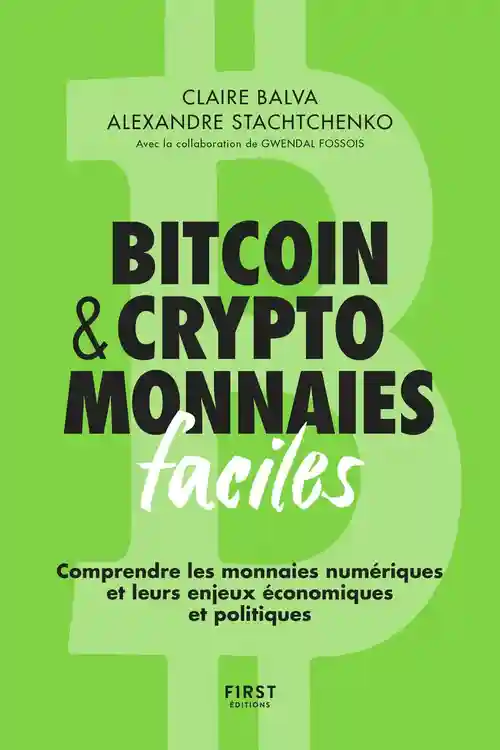 CLAIRE BALVA
ALEXANDRE STACHTCHENKO
Avec la collaboration de GWENDAL FOSSOIS
BITCOIN
& CRYPTO
MONNAIES
faciles
Comprendre les monnaies numériques
et leurs enjeux économiques
et politiques
FIRST
ÉDITIONS